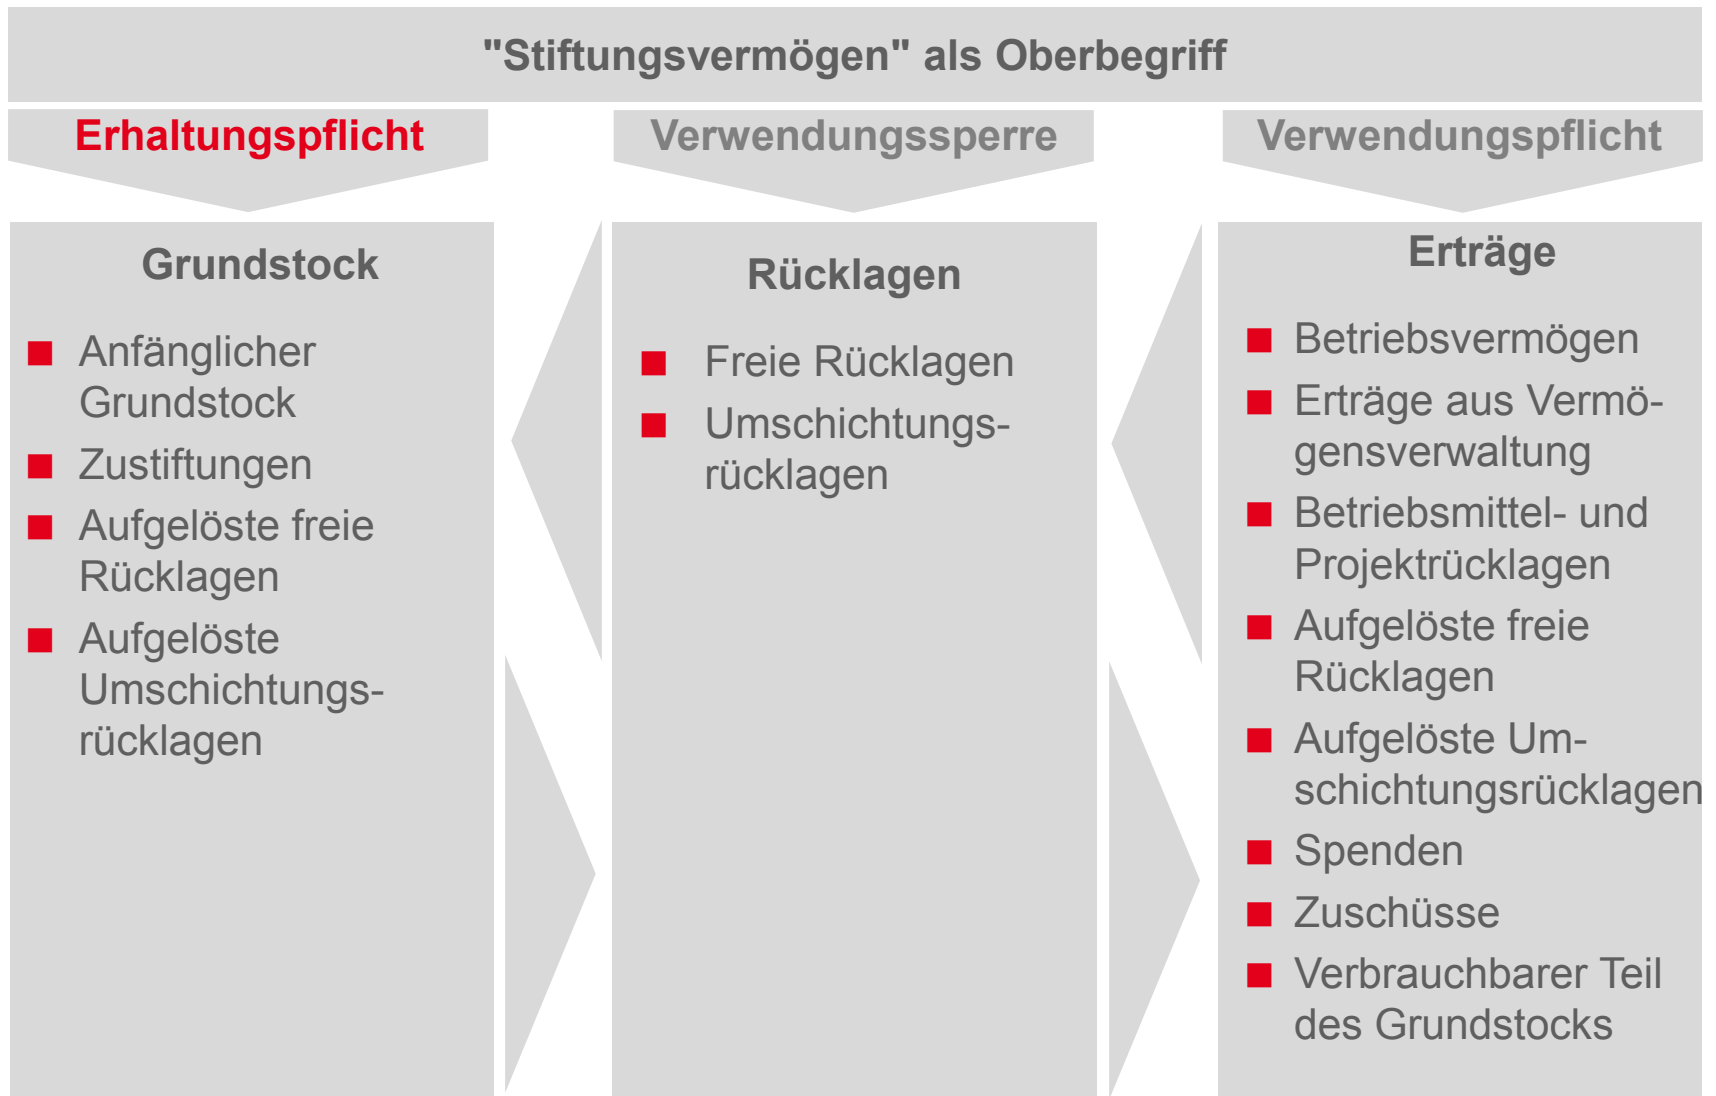 "Stiftungsvermögen" als Oberbegriff
Erhaltungspflicht
Grundstock
Anfänglicher
Grundstock
Zustiftungen
Aufgelöste freie
Rücklagen
Aufgelöste
Umschichtungs-
rücklagen
Verwendungssperre
Rücklagen
Freie Rücklagen
Umschichtungs-
rücklagen
Verwendungspflicht
Erträge
Betriebsvermögen
Erträge aus Vermö-
gensverwaltung
Betriebsmittel- und
Projektrücklagen
Aufgelöste freie
Rücklagen
Aufgelöste Um-
schichtungsrücklagen
Spenden
Zuschüsse
Verbrauchbarer Teil
des Grundstocks